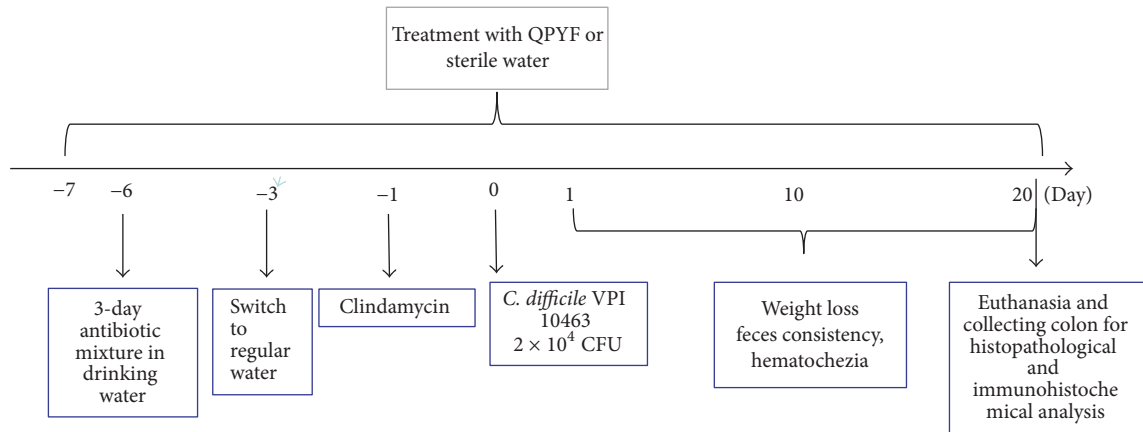 Treatment with QPYF or
sterile water
−7
−6
−3
−1
0
1
10
20 (Day)
3-day
antibiotic
mixture in
drinking
water
Switch
to
regular
water
Clindamycin
C. difficile VPI
10463
2 × 10⁴ CFU
Weight loss
feces consistency,
hematochezia
Euthanasia and
collecting colon for
histopathological
and
immunohistoche
mical analysis